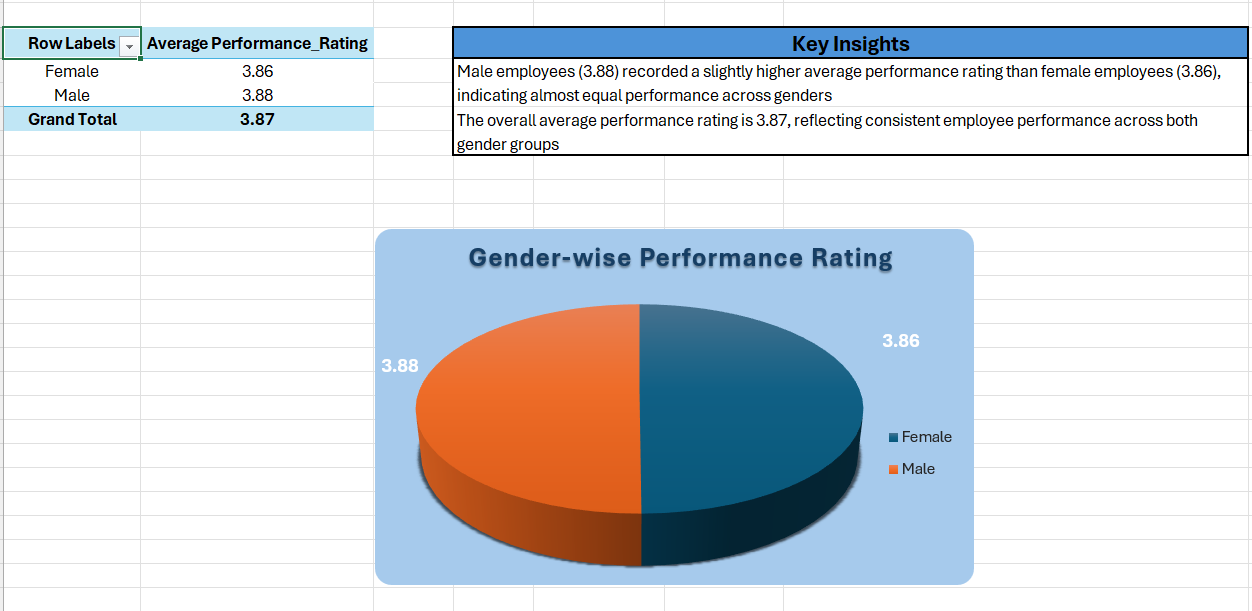 Row Labels Average Performance_Rating
Female 3.86
Male 3.88
Grand Total 3.87
Key Insights
Male employees (3.88) recorded a slightly higher average performance rating than female employees (3.86),
indicating almost equal performance across genders
The overall average performance rating is 3.87, reflecting consistent employee performance across both
gender groups
Gender-wise Performance Rating
3.86
3.88
Female
Male